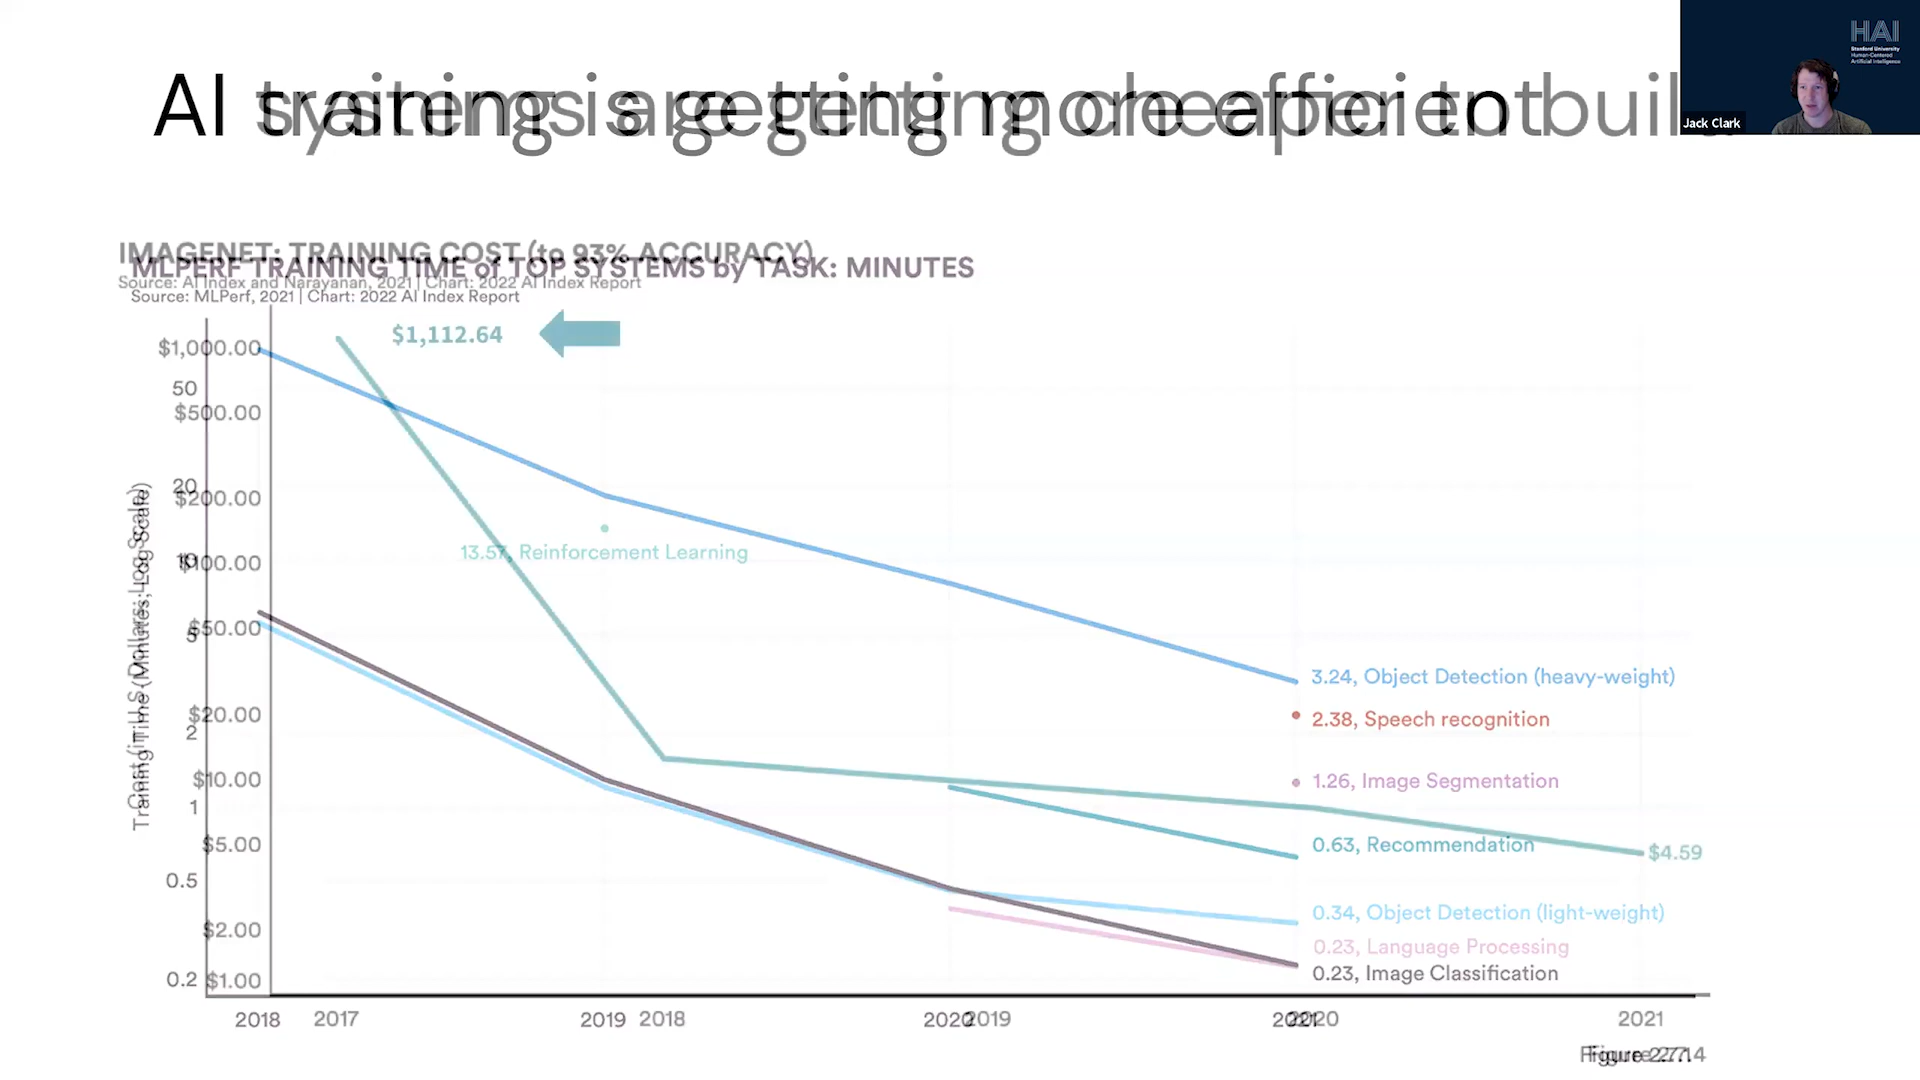 HAI
Stanford University
Human-Centered
Artificial Intelligence
Jack Clark
AI training is getting more efficient
AI systems are getting cheaper to
IMAGENET: TRAINING COST (to 93% ACCURACY)
Source: AI Index and Narayanan, 2021 | Chart: 2022 AI Index Report
MLPERF TRAINING TIME of TOP SYSTEMS by TASK: MINUTES
Source: MLPerf, 2021 | Chart: 2022 AI Index Report
$1,112.64
$1,000.00
50
$500.00
20
$200.00
13.57, Reinforcement Learning
10
$100.00
5
$50.00
3.24, Object Detection (heavy-weight)
$20.00
2.38, Speech recognition
2
$10.00
1.26, Image Segmentation
1
$5.00
0.63, Recommendation
$4.59
0.5
0.34, Object Detection (light-weight)
$2.00
0.23, Language Processing
0.23, Image Classification
0.2
$1.00
Cost (in U.S. Dollars; Log Scale)
Training Time (Minutes; Log Scale)
2018 2019 2020 2021
2017 2018 2019 2020 2021